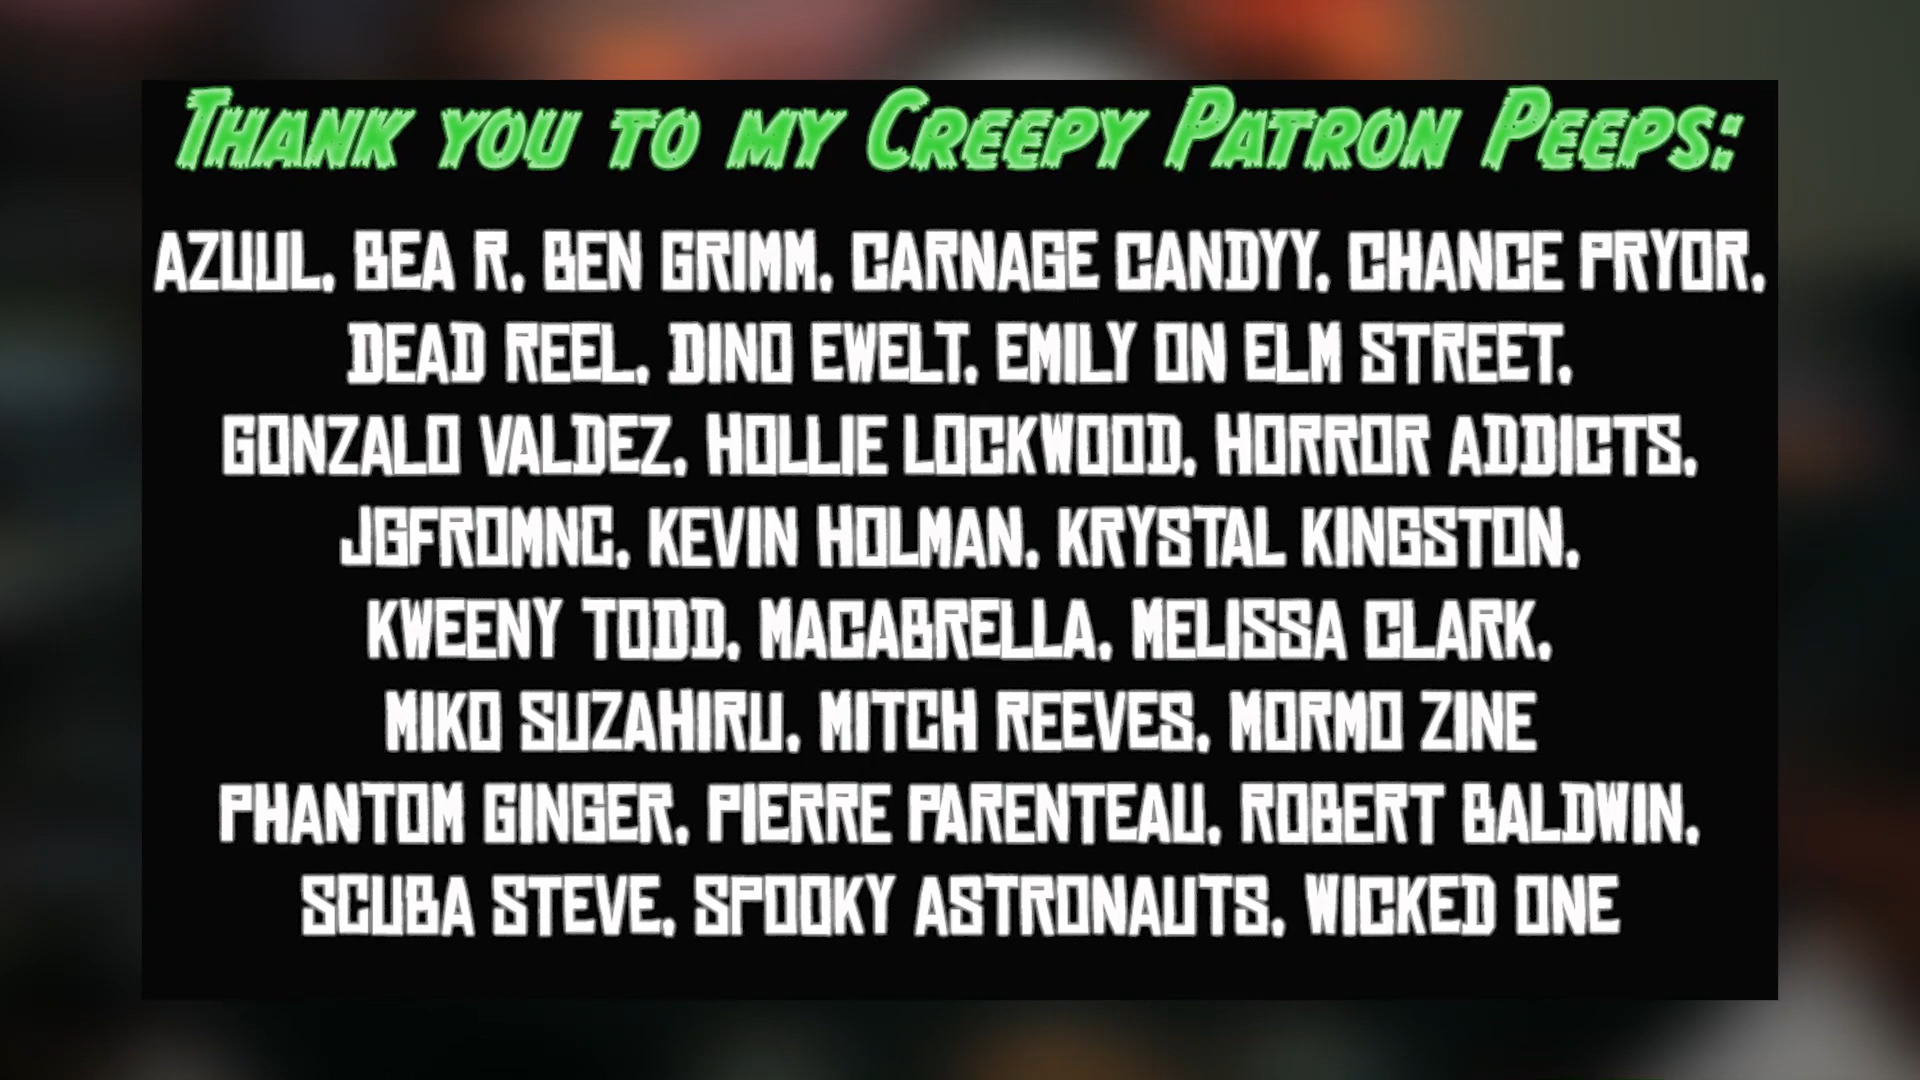 Thank you to my Creepy Patron Peeps:
AZUUL, BEA R, BEN GRIMM, CARNAGE CANDYY, CHANCE PRYOR,
DEAD REEL, DINO EWELT, EMILY ON ELM STREET,
GONZALO VALDEZ, HOLLIE LOCKWOOD, HORROR ADDICTS,
JGFROMNC, KEVIN HOLMAN, KRYSTAL KINGSTON,
KWEENY TODD, MACABRELLA, MELISSA CLARK,
MIKO SUZAHIRU, MITCH REEVES, MORMO ZINE
PHANTOM GINGER, PIERRE PARENTEAU, ROBERT BALDWIN,
SCUBA STEVE, SPOOKY ASTRONAUTS, WICKED ONE